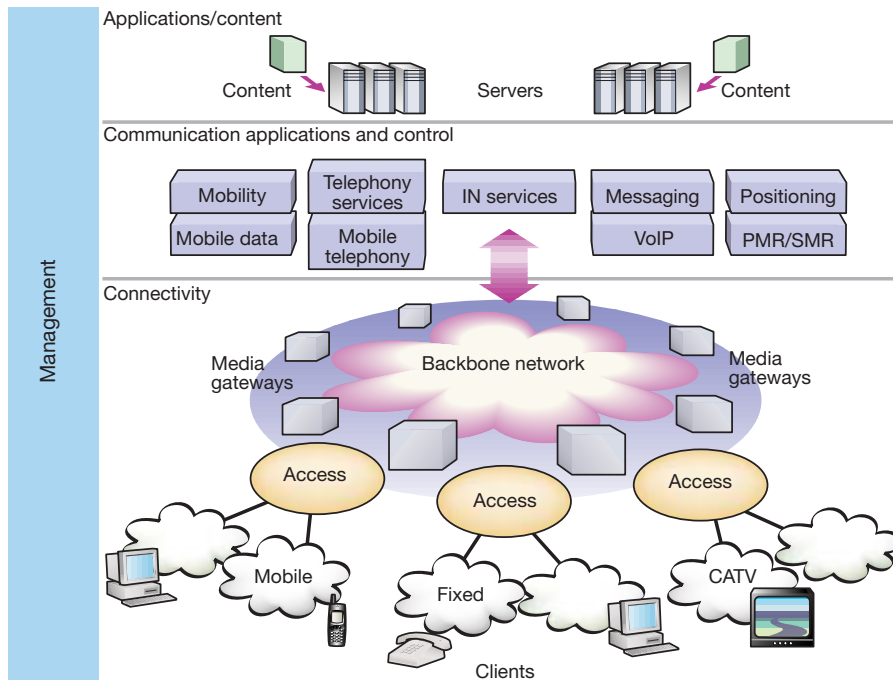 Applications/content
Content
Servers
Content
Communication applications and control
Mobility
Telephony
services
IN services
Messaging
Positioning
Mobile data
Mobile
telephony
VoIP
PMR/SMR
Management
Connectivity
Media
gateways
Backbone network
Media
gateways
Access
Access
Access
Mobile
Fixed
CATV
Clients